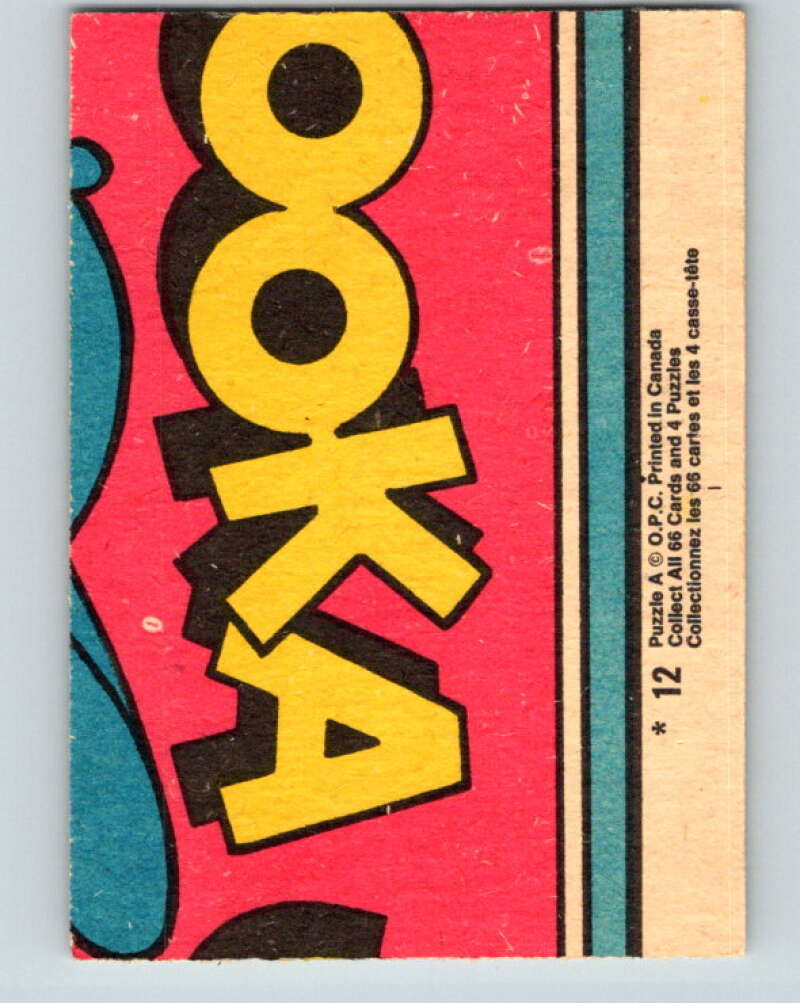 OOKA
* 12
Puzzle A © O.P.C. Printed in Canada
Collect All 66 Cards and 4 Puzzles
Collectionnez les 66 cartes et les 4 casse-tête